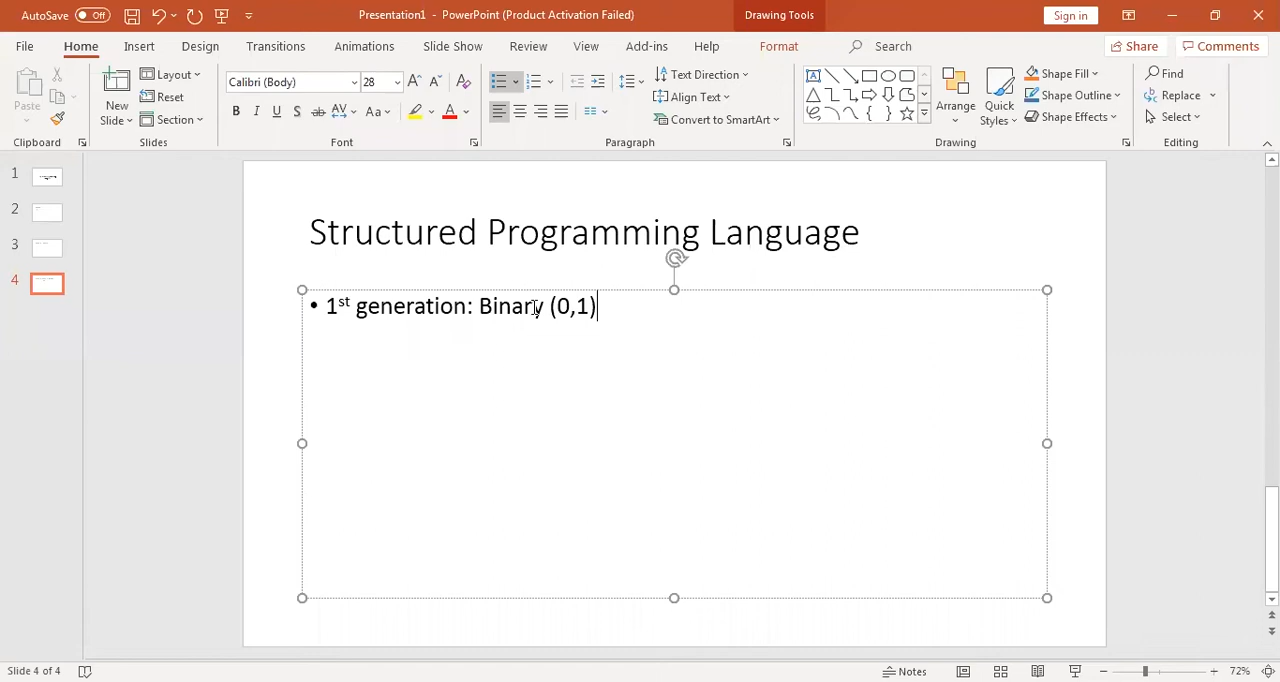 AutoSave Off Presentation1 - PowerPoint (Product Activation Failed) Drawing Tools Sign in
File Home Insert Design Transitions Animations Slide Show Review View Add-ins Help Format Search Share Comments
Paste
Clipboard
New Slide
Layout
Reset
Section
Slides
Calibri (Body) 28
B I U S ab AV Aa A
Font
Text Direction
Align Text
Convert to SmartArt
Paragraph
Arrange
Quick Styles
Shape Fill
Shape Outline
Shape Effects
Drawing
Find
Replace
Select
Editing
1
2
3
4
Structured Programming Language
• 1st generation: Binary (0,1)
Slide 4 of 4 Notes 72%